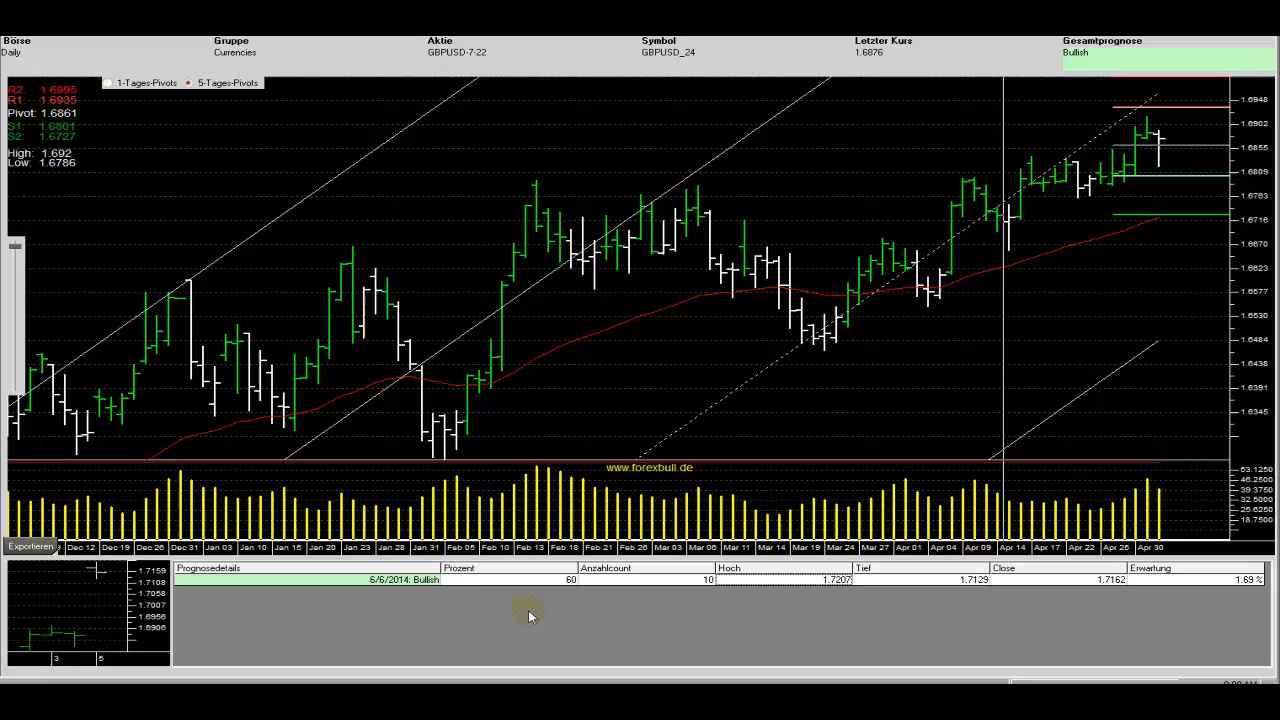 Börse Gruppe Aktie Symbol Letzter Kurs Gesamtprognose
Daily Currencies GBPUSD-7-22 GBPUSD_24 1.6876 Bullish
1-Tages-Pivots 5-Tages-Pivots
R2: 1.6995
R1: 1.6935
Pivot: 1.6861
S1: 1.6801
S2: 1.6727
High: 1.692
Low: 1.6786
1.6948
1.6902
1.6855
1.6809
1.6763
1.6716
1.6670
1.6623
1.6577
1.6530
1.6484
1.6438
1.6391
1.6345
www.forexbull.de
53.125
46.250
39.375
32.500
25.625
18.750
Exportieren
Dec 12 Dec 19 Dec 26 Dec 31 Jan 03 Jan 10 Jan 15 Jan 20 Jan 23 Jan 28 Jan 31 Feb 05 Feb 10 Feb 13 Feb 18 Feb 21 Feb 26 Mar 03 Mar 06 Mar 11 Mar 14 Mar 19 Mar 24 Mar 27 Apr 01 Apr 04 Apr 09 Apr 14 Apr 17 Apr 22 Apr 25 Apr 30
Prognosedetails Prozent Anzahlcount Hoch Tief Close Erwartung
6/6/2014: Bullish 60 10 1.7207 1.7129 1.7162 1.69 %
1.7159
1.7108
1.7058
1.7007
1.6956
1.6906
3 5